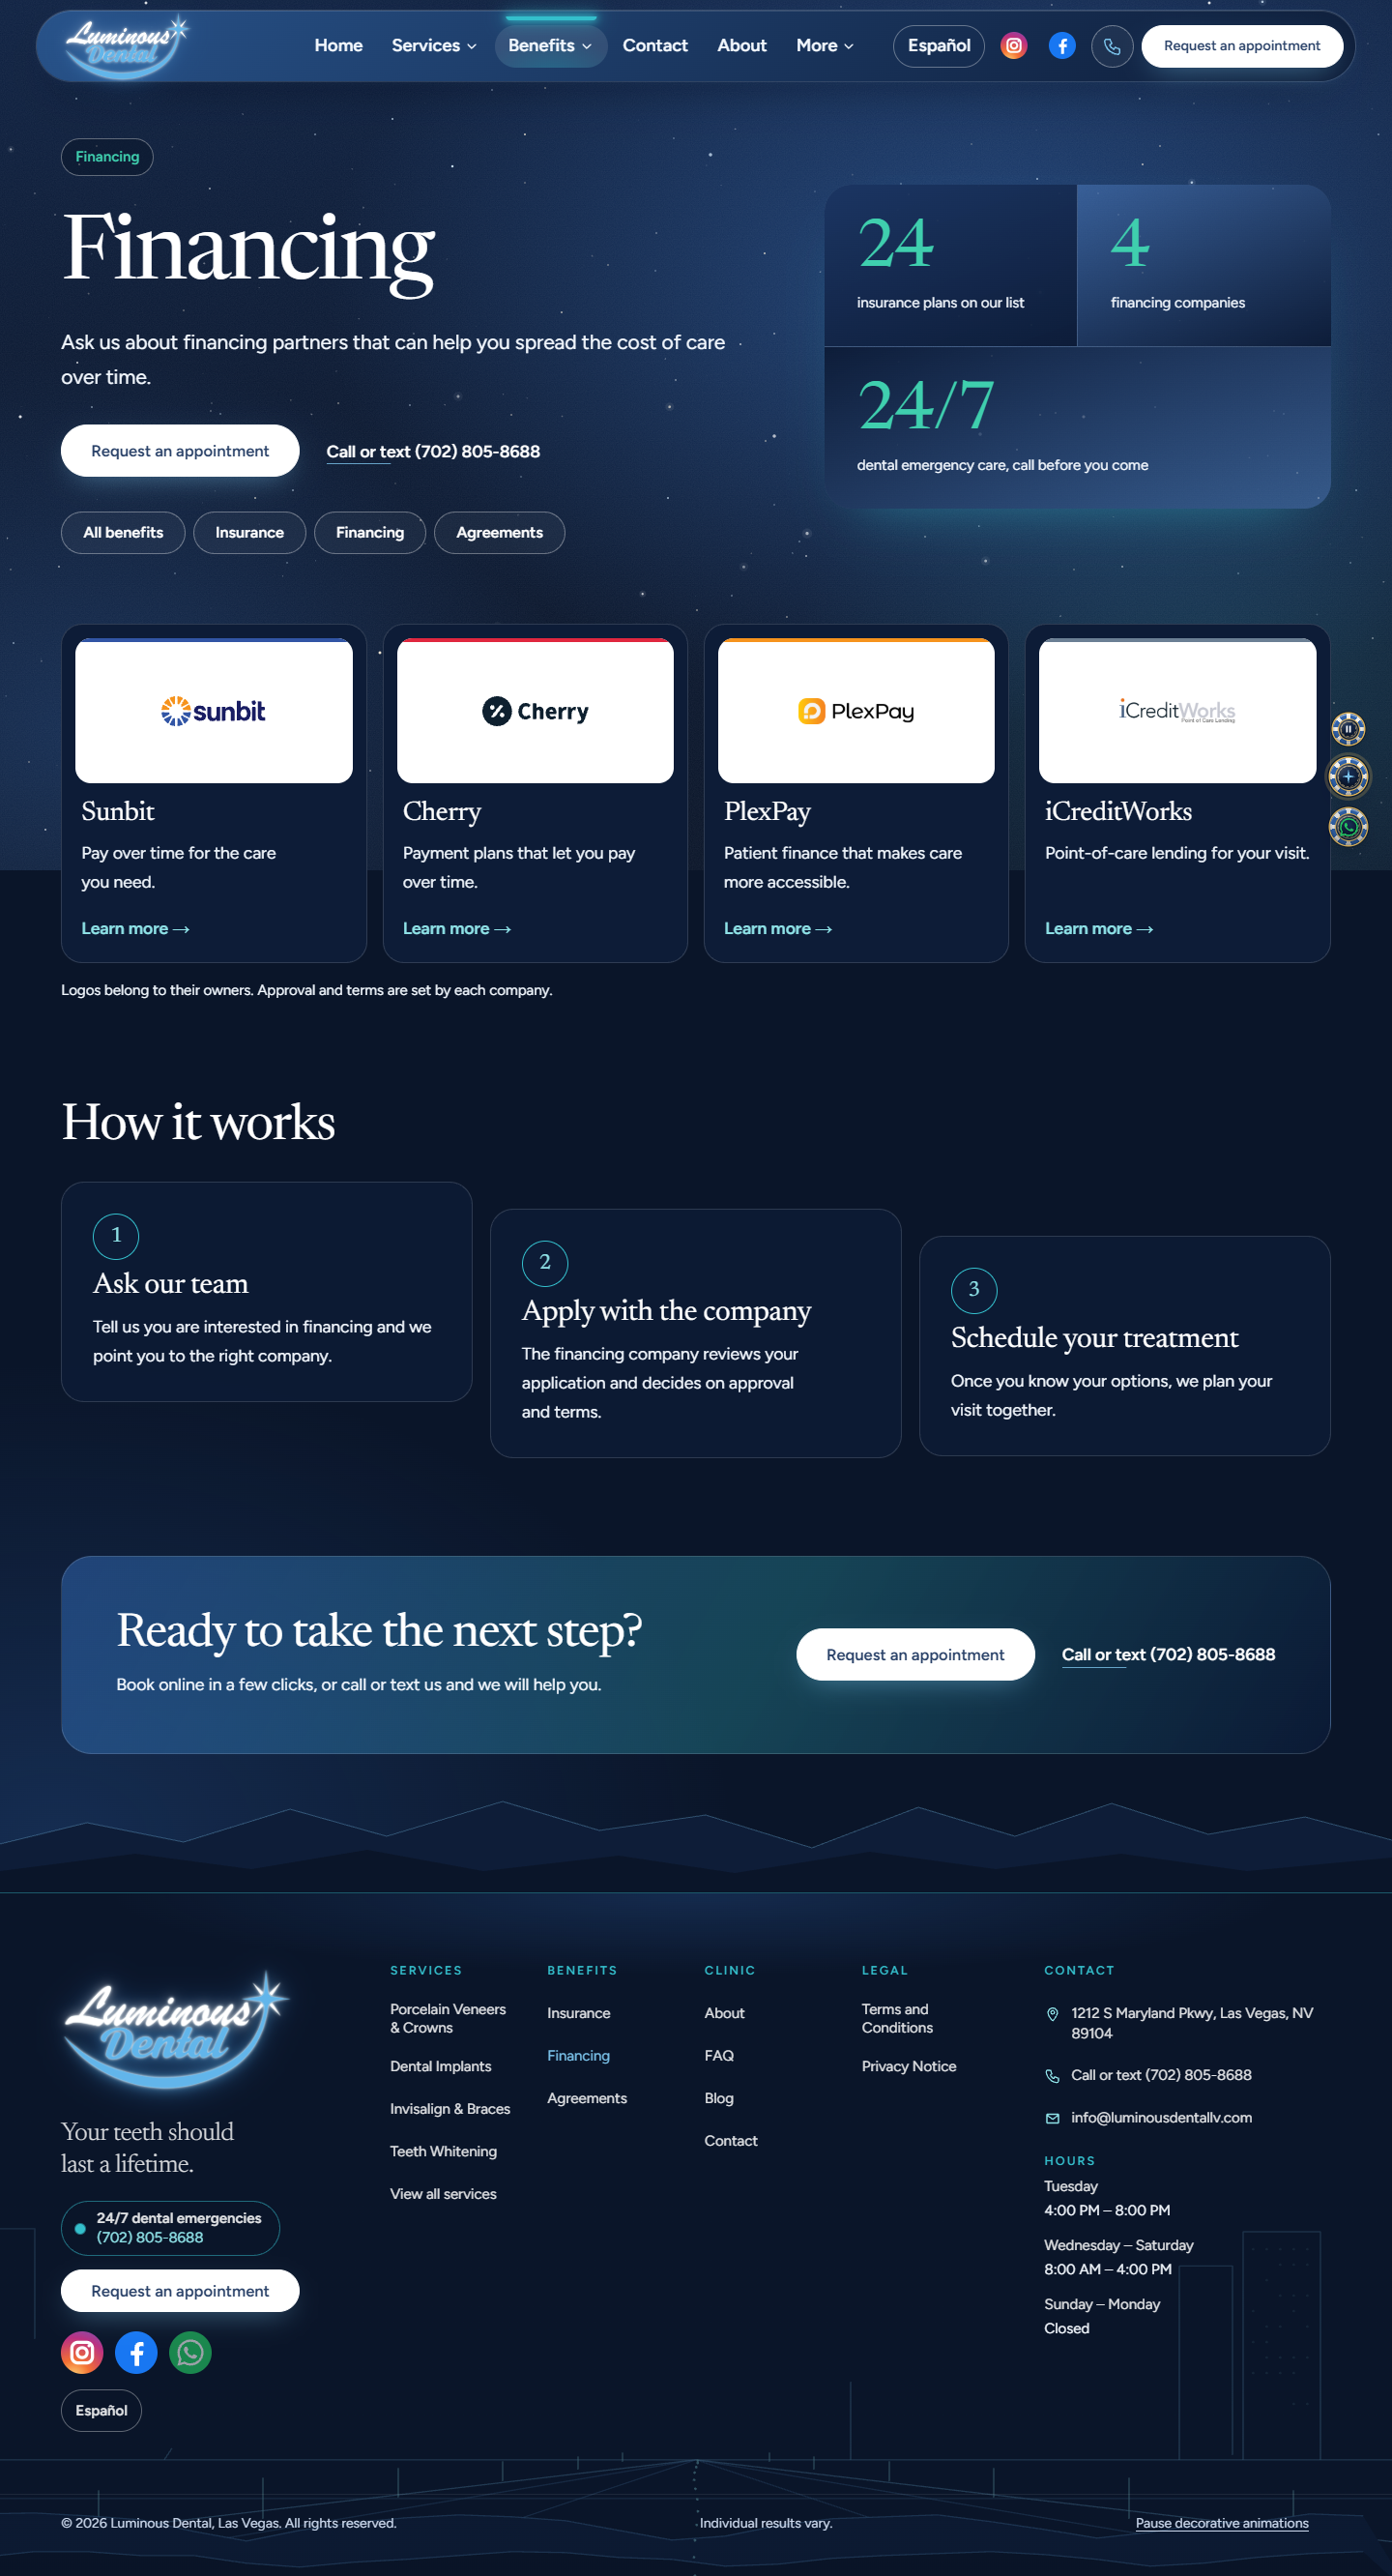 Luminous
Dental
Home
Services
Benefits
Contact
About
More
Español
Request an appointment
Financing
Financing
Ask us about financing partners that can help you spread the cost of care
over time.
Request an appointment
Call or text (702) 805-8688
All benefits
Insurance
Financing
Agreements
24
insurance plans on our list
4
financing companies
24/7
dental emergency care, call before you come
sunbit
Sunbit
Pay over time for the care
you need.
Learn more →
Cherry
Cherry
Payment plans that let you pay
over time.
Learn more →
PlexPay
PlexPay
Patient finance that makes care
more accessible.
Learn more →
iCreditWorks
Point of Care Lending
iCreditWorks
Point-of-care lending for your visit.
Learn more →
Logos belong to their owners. Approval and terms are set by each company.
How it works
1
Ask our team
Tell us you are interested in financing and we
point you to the right company.
2
Apply with the company
The financing company reviews your
application and decides on approval
and terms.
3
Schedule your treatment
Once you know your options, we plan your
visit together.
Ready to take the next step?
Book online in a few clicks, or call or text us and we will help you.
Request an appointment
Call or text (702) 805-8688
Luminous
Dental
Your teeth should
last a lifetime.
24/7 dental emergencies
(702) 805-8688
Request an appointment
Español
SERVICES
Porcelain Veneers
& Crowns
Dental Implants
Invisalign & Braces
Teeth Whitening
View all services
BENEFITS
Insurance
Financing
Agreements
CLINIC
About
FAQ
Blog
Contact
LEGAL
Terms and
Conditions
Privacy Notice
CONTACT
1212 S Maryland Pkwy, Las Vegas, NV
89104
Call or text (702) 805-8688
info@luminousdentallv.com
HOURS
Tuesday
4:00 PM – 8:00 PM
Wednesday – Saturday
8:00 AM – 4:00 PM
Sunday – Monday
Closed
© 2026 Luminous Dental, Las Vegas. All rights reserved.
Individual results vary.
Pause decorative animations